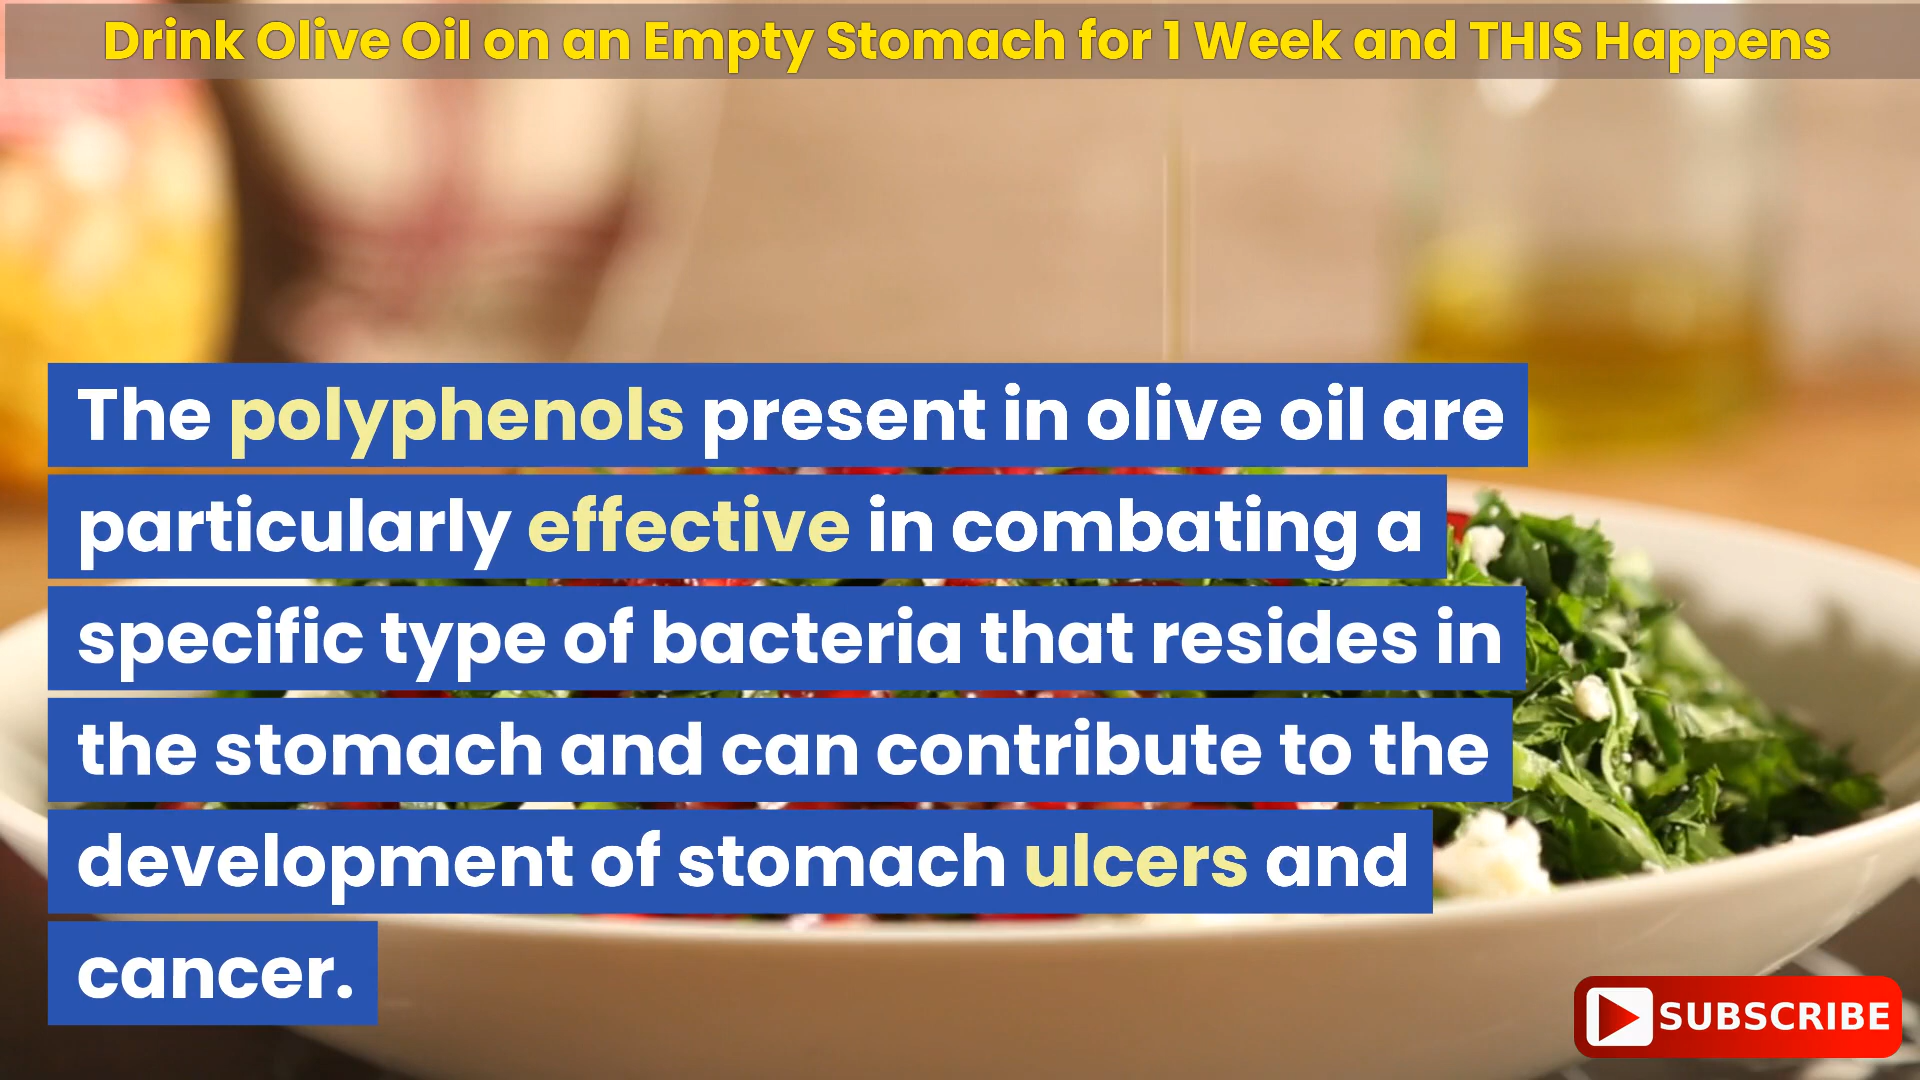 Drink Olive Oil on an Empty Stomach for 1 Week and THIS Happens
The polyphenols present in olive oil are
particularly effective in combating a
specific type of bacteria that resides in
the stomach and can contribute to the
development of stomach ulcers and
cancer.
SUBSCRIBE